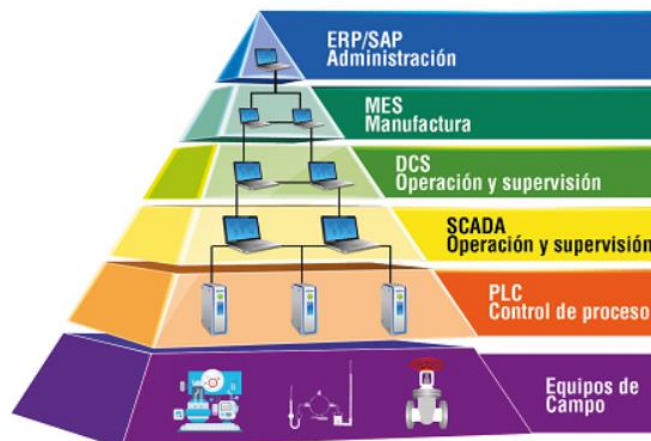 ERP/SAP
Administración
MES
Manufactura
DCS
Operación y supervisión
SCADA
Operación y supervisión
PLC
Control de proceso
Equipos de
Campo